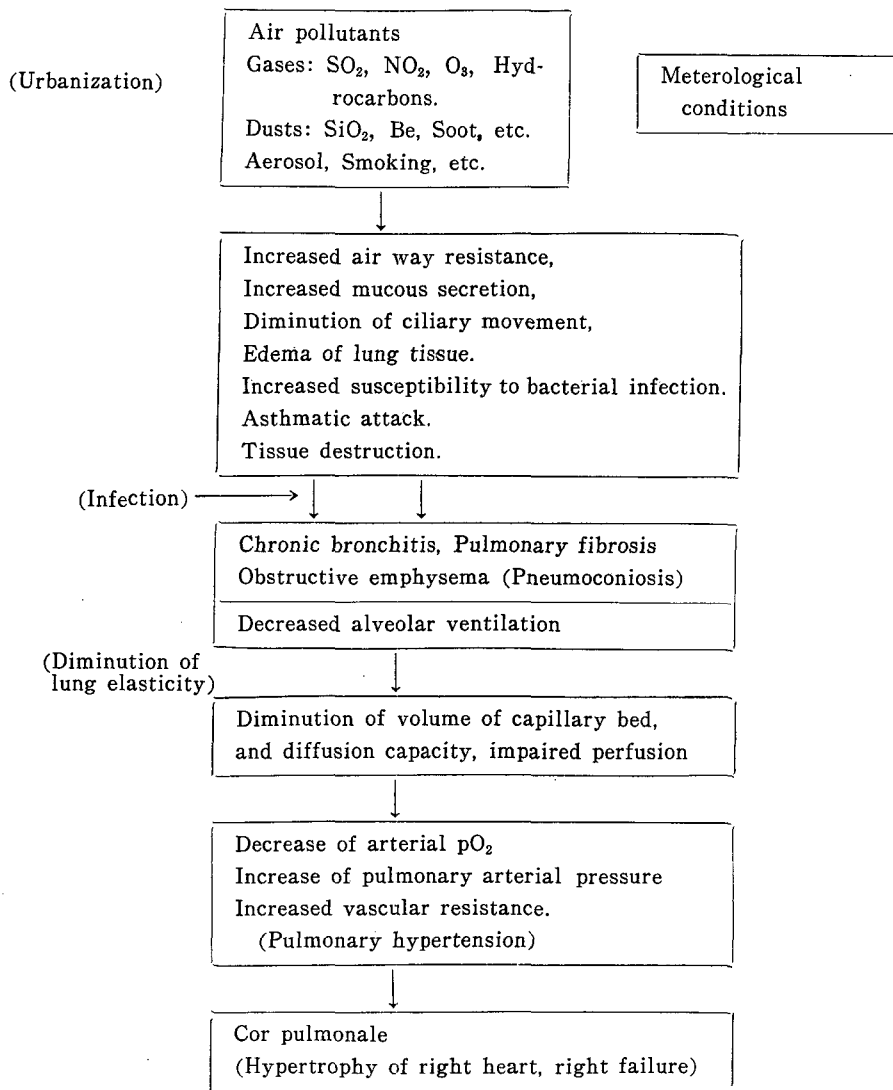 Air pollutants
Gases: SO₂, NO₂, O₃, Hyd-
rocarbons.
Dusts: SiO₂, Be, Soot, etc.
Aerosol, Smoking, etc.
(Urbanization)
Meterological
conditions
Increased air way resistance,
Increased mucous secretion,
Diminution of ciliary movement,
Edema of lung tissue.
Increased susceptibility to bacterial infection.
Asthmatic attack.
Tissue destruction.
(Infection)
Chronic bronchitis, Pulmonary fibrosis
Obstructive emphysema (Pneumoconiosis)
Decreased alveolar ventilation
(Diminution of
lung elasticity)
Diminution of volume of capillary bed,
and diffusion capacity, impaired perfusion
Decrease of arterial pO₂
Increase of pulmonary arterial pressure
Increased vascular resistance.
(Pulmonary hypertension)
Cor pulmonale
(Hypertrophy of right heart, right failure)